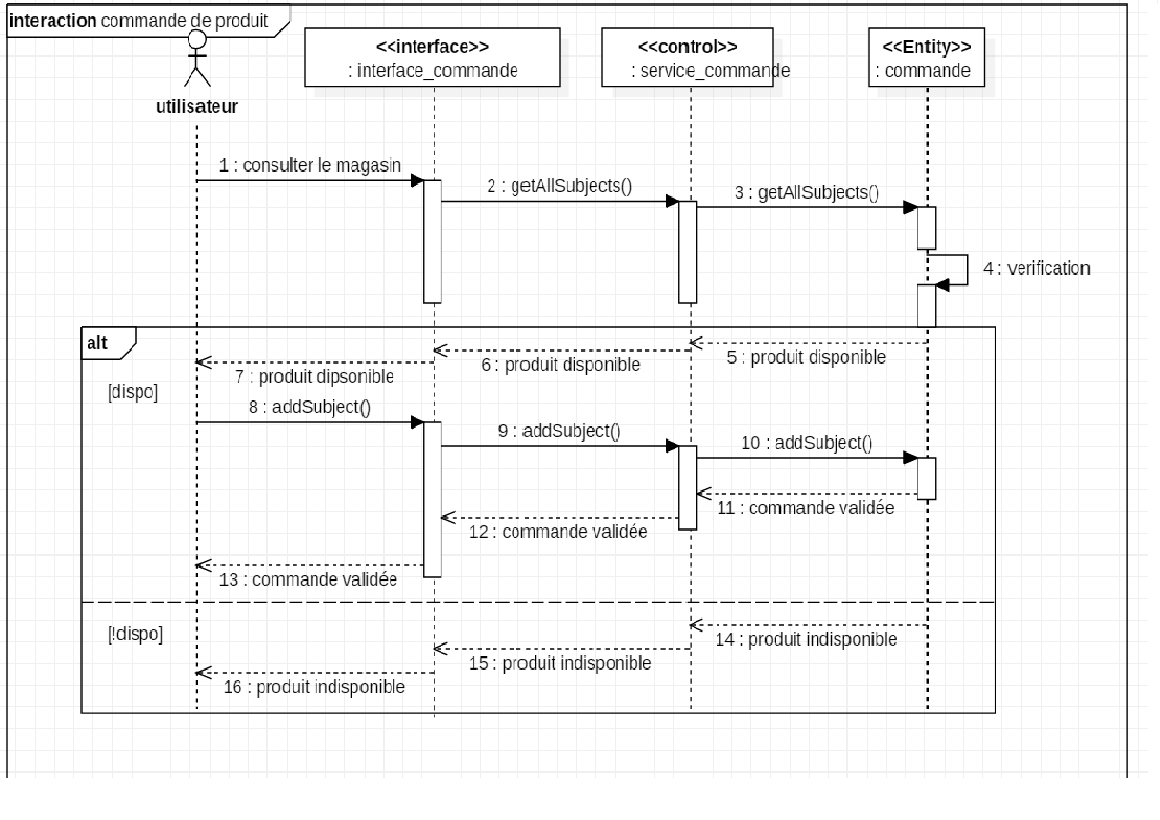 interaction commande de produit
<<interface>>
: interface_commande
<<control>>
: service_commande
<<Entity>>
: commande
utilisateur
1 : consulter le magasin
2 : getAllSubjects()
3 : getAllSubjects()
4 : verification
alt
[dispo]
5 : produit disponible
6 : produit disponible
7 : produit dipsonible
8 : addSubject()
9 : addSubject()
10 : addSubject()
11 : commande validée
12 : commande validée
13 : commande validée
[!dispo]
14 : produit indisponible
15 : produit indisponible
16 : produit indisponible